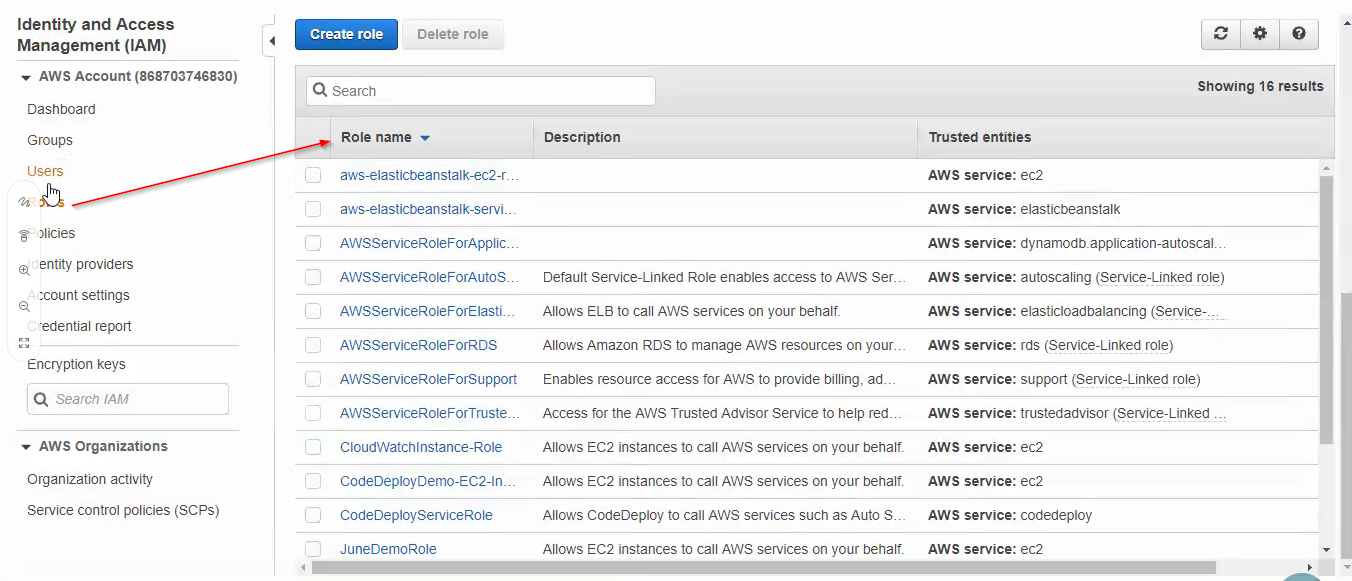 Identity and Access
Management (IAM)
AWS Account (868703746830)
Dashboard
Groups
Users
Policies
Identity providers
Account settings
Credential report
Encryption keys
Search IAM
AWS Organizations
Organization activity
Service control policies (SCPs)
Create role Delete role
Search
Showing 16 results
Role name Description Trusted entities
aws-elasticbeanstalk-ec2-r... AWS service: ec2
aws-elasticbeanstalk-servi... AWS service: elasticbeanstalk
AWSServiceRoleForApplic... AWS service: dynamodb.application-autoscal...
AWSServiceRoleForAutoS... Default Service-Linked Role enables access to AWS Ser... AWS service: autoscaling (Service-Linked role)
AWSServiceRoleForElasti... Allows ELB to call AWS services on your behalf. AWS service: elasticloadbalancing (Service-...
AWSServiceRoleForRDS Allows Amazon RDS to manage AWS resources on your... AWS service: rds (Service-Linked role)
AWSServiceRoleForSupport Enables resource access for AWS to provide billing, ad... AWS service: support (Service-Linked role)
AWSServiceRoleForTruste... Access for the AWS Trusted Advisor Service to help red... AWS service: trustedadvisor (Service-Linked ...
CloudWatchInstance-Role Allows EC2 instances to call AWS services on your behalf. AWS service: ec2
CodeDeployDemo-EC2-In... Allows EC2 instances to call AWS services on your behalf. AWS service: ec2
CodeDeployServiceRole Allows CodeDeploy to call AWS services such as Auto S... AWS service: codedeploy
JuneDemoRole Allows EC2 instances to call AWS services on your behalf. AWS service: ec2